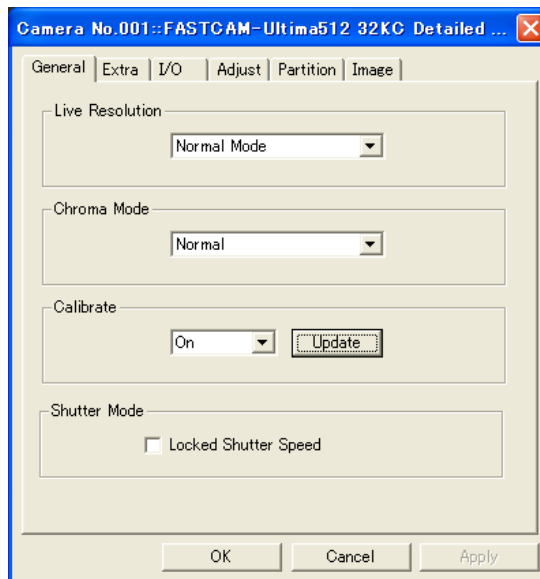 Camera No.001::FASTCAM-Ultima512 32KC Detailed ...
General Extra I/O Adjust Partition Image
Live Resolution
Normal Mode
Chroma Mode
Normal
Calibrate
On Update
Shutter Mode
Locked Shutter Speed
OK Cancel Apply